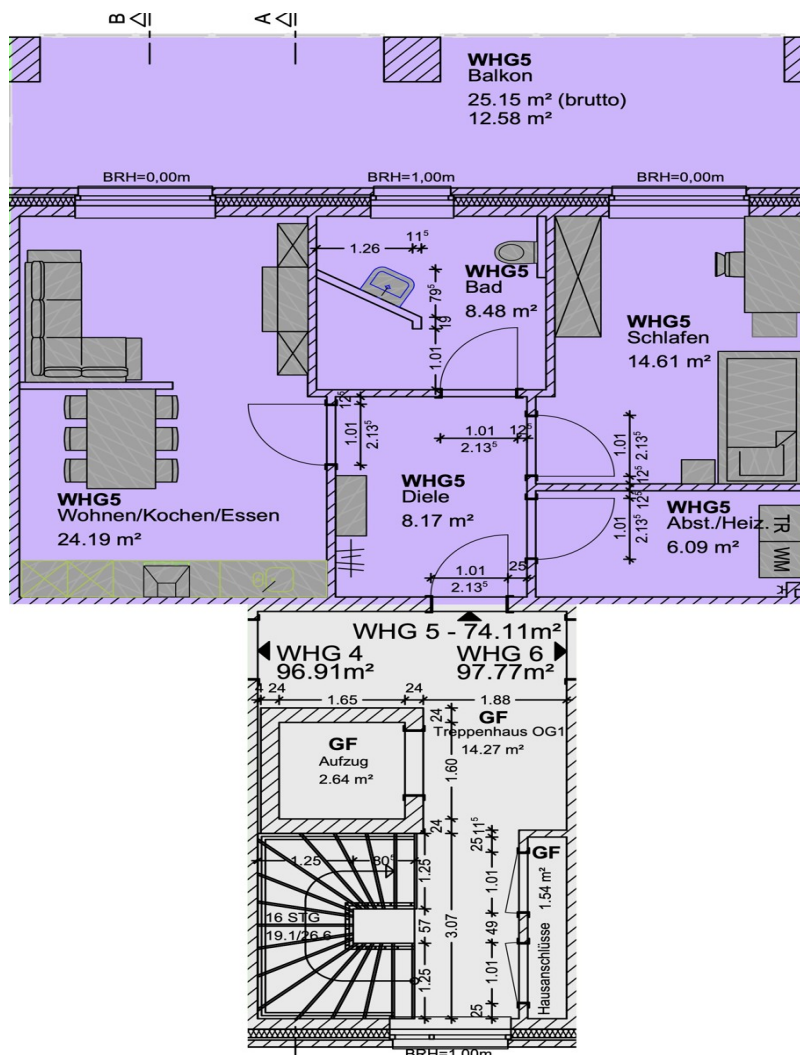 B
A
WHG5
Balkon
25.15 m² (brutto)
12.58 m²
BRH=0,00m
BRH=1,00m
BRH=0,00m
1.26
11⁵
79⁵
19
1.01
WHG5
Bad
8.48 m²
WHG5
Schlafen
14.61 m²
12⁵
1.01
2.13⁵
1.01
2.13⁵
12⁵
1.01
2.13⁵
12⁵
WHG5
Wohnen/Kochen/Essen
24.19 m²
WHG5
Diele
8.17 m²
12⁵
1.01
2.13⁵
WHG5
Abst./Heiz.
6.09 m²
TR
WM
1.01
2.13⁵
25
WHG 5 - 74.11m²
WHG 4
96.91m²
WHG 6
97.77m²
4
24
1.65
24
1.88
24
GF
Treppenhaus OG1
14.27 m²
GF
Aufzug
2.64 m²
1.60
24
11⁵
25
1.25
80⁵
1.25
1.01
GF
1.54 m²
Hausanschlüsse
16 STG
19.1/26.6
57
3.07
49
1.25
1.01
25
BRH=1,00m